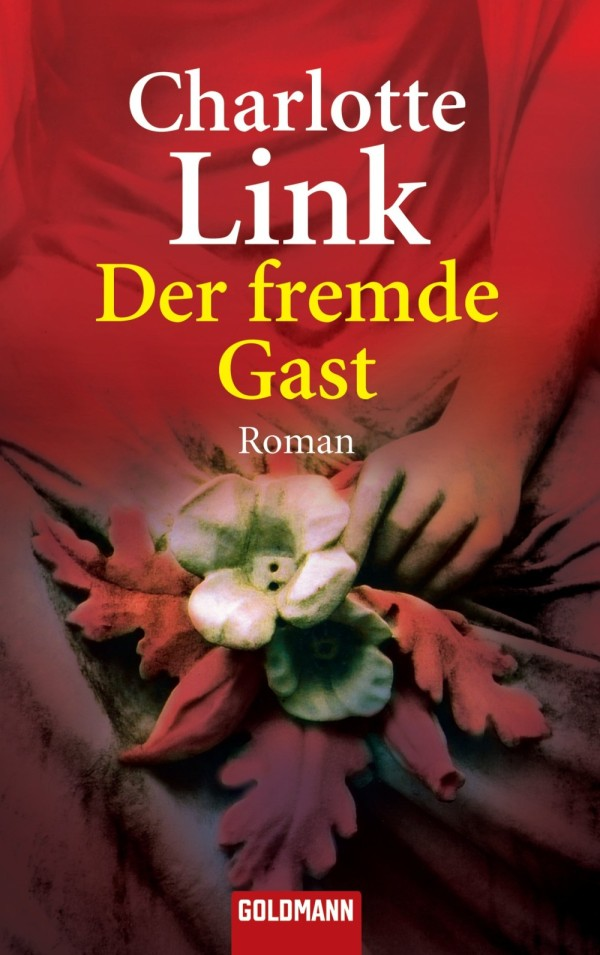 Charlotte
Link
Der fremde
Gast
Roman
GOLDMANN